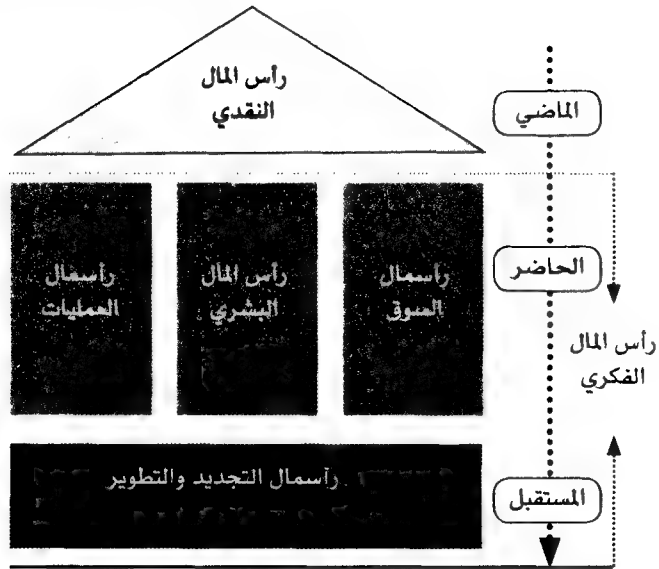 رأس المال
النقدي
الماضي
رأسمال
السوق
رأس المال
البشري
رأسمال
العمليات
الحاضر
رأس المال
الفكري
رأسمال التجديد والتطوير
المستقبل